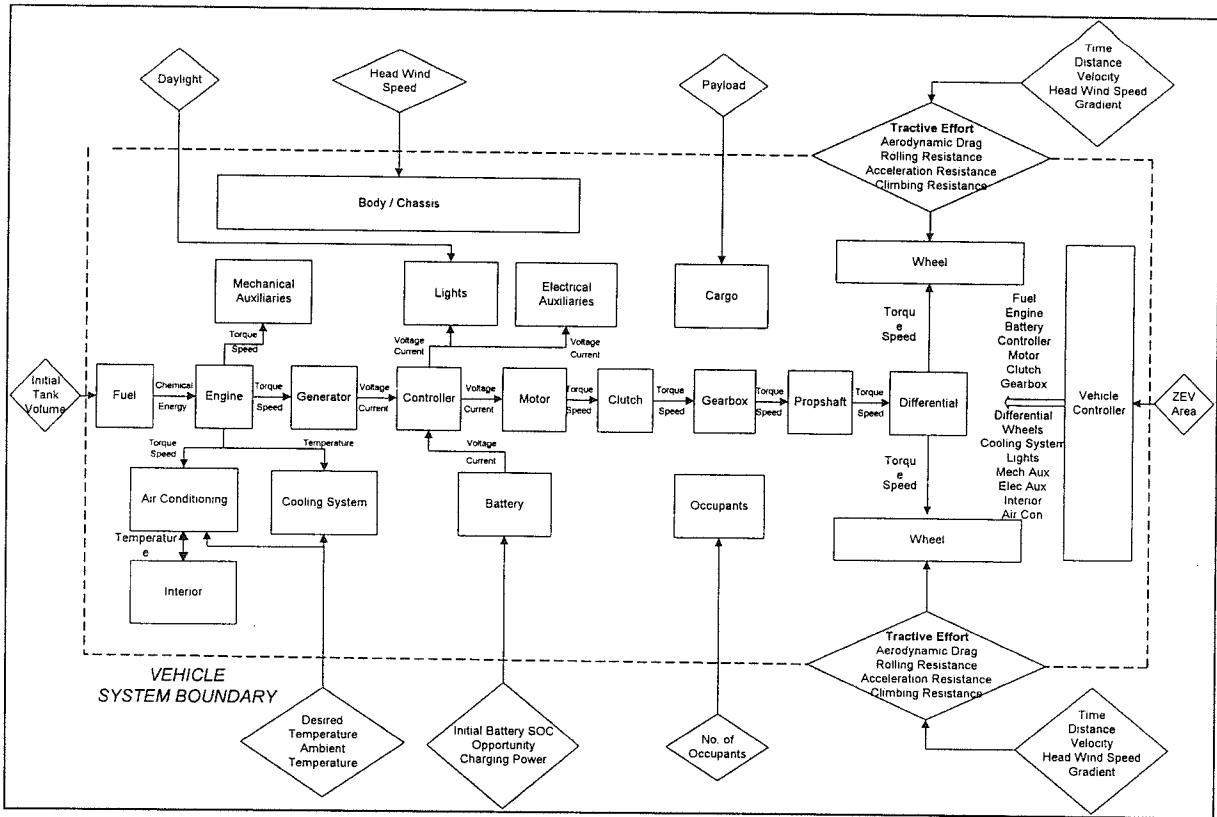 Daylight
Head Wind
Speed
Payload
Time
Distance
Velocity
Head Wind Speed
Gradient
Tractive Effort
Aerodynamic Drag
Rolling Resistance
Acceleration Resistance
Climbing Resistance
Body / Chassis
Mechanical
Auxiliaries
Lights
Electrical
Auxiliaries
Cargo
Wheel
Torque
Speed
Voltage
Current
Voltage
Current
Torqu
e
Speed
Fuel
Engine
Battery
Controller
Motor
Clutch
Gearbox
Differential
Wheels
Cooling System
Lights
Mech Aux
Elec Aux
Interior
Air Con
Vehicle
Controller
ZEV
Area
Initial
Tank
Volume
Fuel
Chemical
Energy
Engine
Torque
Speed
Generator
Voltage
Current
Controller
Voltage
Current
Motor
Torque
Speed
Clutch
Torque
Speed
Gearbox
Torque
Speed
Propshaft
Torque
Speed
Differential
Torque
Speed
Temperature
Voltage
Current
Torqu
e
Speed
Air Conditioning
Cooling System
Battery
Occupants
Wheel
Temperatur
e
Interior
VEHICLE
SYSTEM BOUNDARY
Tractive Effort
Aerodynamic Drag
Rolling Resistance
Acceleration Resistance
Climbing Resistance
Desired
Temperature
Ambient
Temperature
Initial Battery SOC
Opportunity
Charging Power
No. of
Occupants
Time
Distance
Velocity
Head Wind Speed
Gradient